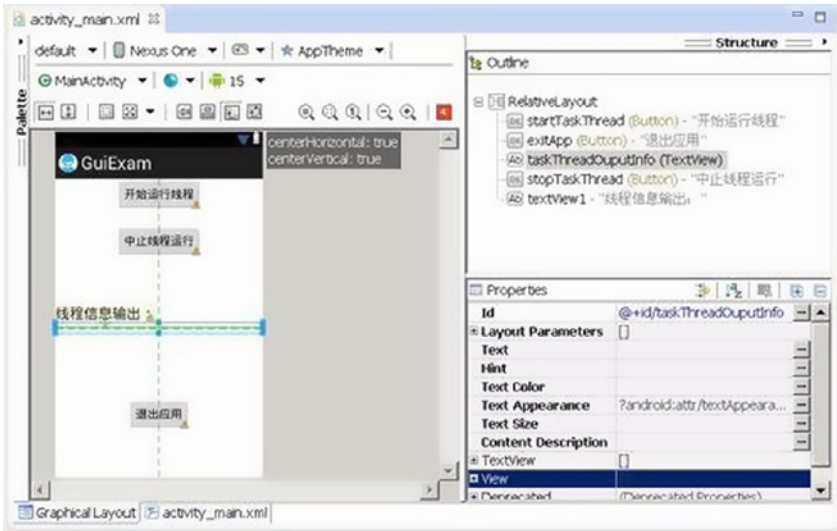 activity_main.xml
default Nexus One AppTheme
MainActivity 15
Palette
centerHorizontal: true
centerVertical: true
GuiExam
开始运行线程
中止线程运行
线程信息输出
退出应用
Graphical Layout activity_main.xml
Structure
Outline
RelativeLayout
startTaskThread (Button) - "开始运行线程"
exitApp (Button) - "退出应用"
Ab taskThreadOuputInfo (TextView)
stopTaskThread (Button) - "中止线程运行"
Ab textView1 - "线程信息输出: "
Properties
Id @+id/taskThreadOuputInfo
Layout Parameters []
Text
Hint
Text Color
Text Appearance ?android:attr/textAppeara...
Text Size
Content Description
TextView []
View
Deprecated (Deprecated Properties)